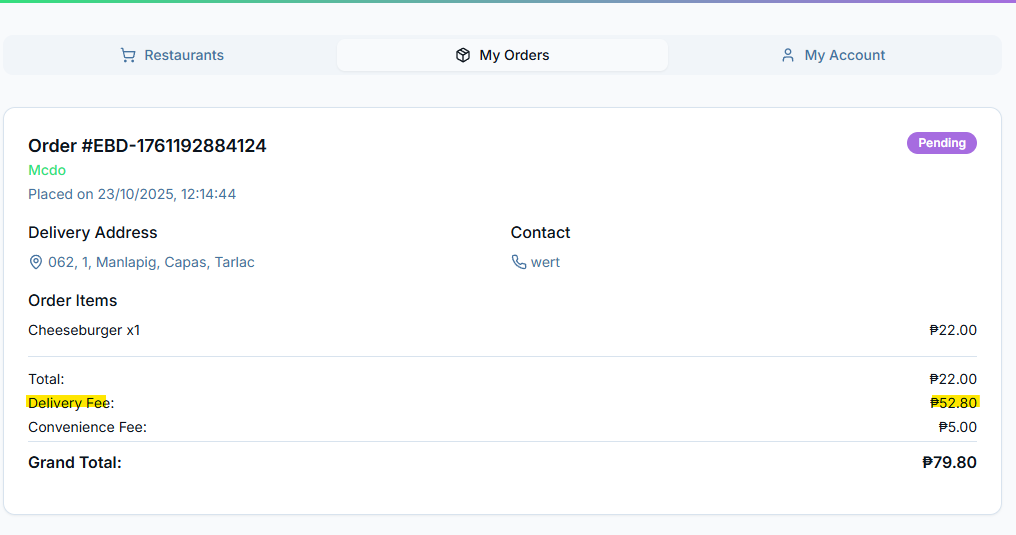 Restaurants My Orders My Account
Order #EBD-1761192884124 Pending
Mcdo
Placed on 23/10/2025, 12:14:44
Delivery Address Contact
062, 1, Manlapig, Capas, Tarlac wert
Order Items
Cheeseburger x1 ₱22.00
Total: ₱22.00
Delivery Fee: ₱52.80
Convenience Fee: ₱5.00
Grand Total: ₱79.80